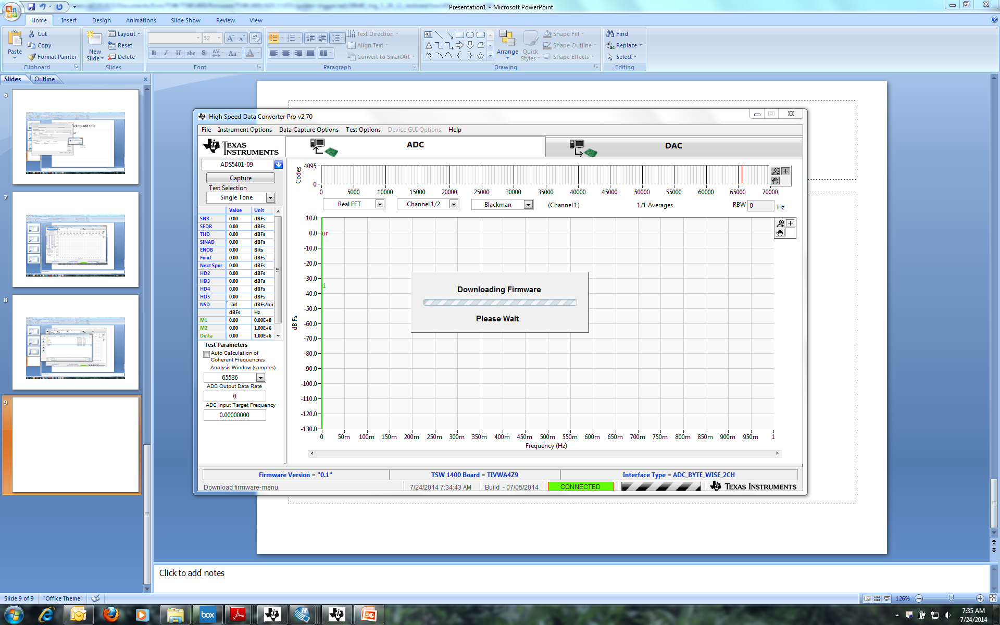 Presentation1 - Microsoft PowerPoint
Home Insert Design Animations Slide Show Review View
Paste Cut Copy Format Painter Clipboard
New Slide Layout Reset Delete Slides
32 B I U abc S AV Aa A Font
Text Direction Align Text Convert to SmartArt Paragraph
Arrange Quick Styles Shape Fill Shape Outline Shape Effects Drawing
Find Replace Select Editing
Slides Outline x
6
ck to add title
7
8
9
High Speed Data Converter Pro v2.70
File Instrument Options Data Capture Options Test Options Device GUI Options Help
TEXAS INSTRUMENTS
ADC DAC
ADS5401-09
Capture
Test Selection
Single Tone
Value Unit
SNR 0.00 dBFs
SFDR 0.00 dBFs
THD 0.00 dBFs
SINAD 0.00 dBFs
ENOB 0.00 Bits
Fund. 0.00 dBFs
Next Spur 0.00 dBFs
HD2 0.00 dBFs
HD3 0.00 dBFs
HD4 0.00 dBFs
HD5 0.00 dBFs
NSD -Inf dBFs/bin
dBFs Hz
M1 0.00 0.00E+0
M2 0.00 1.00E+6
Delta 0.00 1.00E+6
Test Parameters
Auto Calculation of
Coherent Frequencies
Analysis Window (samples)
65536
ADC Output Data Rate
0
ADC Input Target Frequency
0.00000000
Codes
4095
0
0 5000 10000 15000 20000 25000 30000 35000 40000 45000 50000 55000 60000 65000 70000
Real FFT Channel 1/2 Blackman (Channel 1) 1/1 Averages RBW 0 Hz
dB Fs
10.0
0.0
-10.0
-20.0
-30.0
1
-40.0
-50.0
-60.0
-70.0
-80.0
-90.0
-100.0
-110.0
-120.0
-130.0
Downloading Firmware
Please Wait
0 50m 100m 150m 200m 250m 300m 350m 400m 450m 500m 550m 600m 650m 700m 750m 800m 850m 900m 950m 1
Frequency (Hz)
Firmware Version = "0.1" TSW 1400 Board = TIVWA4Z9 Interface Type = ADC_BYTE_WISE_2CH
Download firmware-menu 7/24/2014 7:34:43 AM Build - 07/05/2014 CONNECTED TEXAS INSTRUMENTS
Click to add notes
Slide 9 of 9 "Office Theme" 126%
box
7:35 AM
7/24/2014